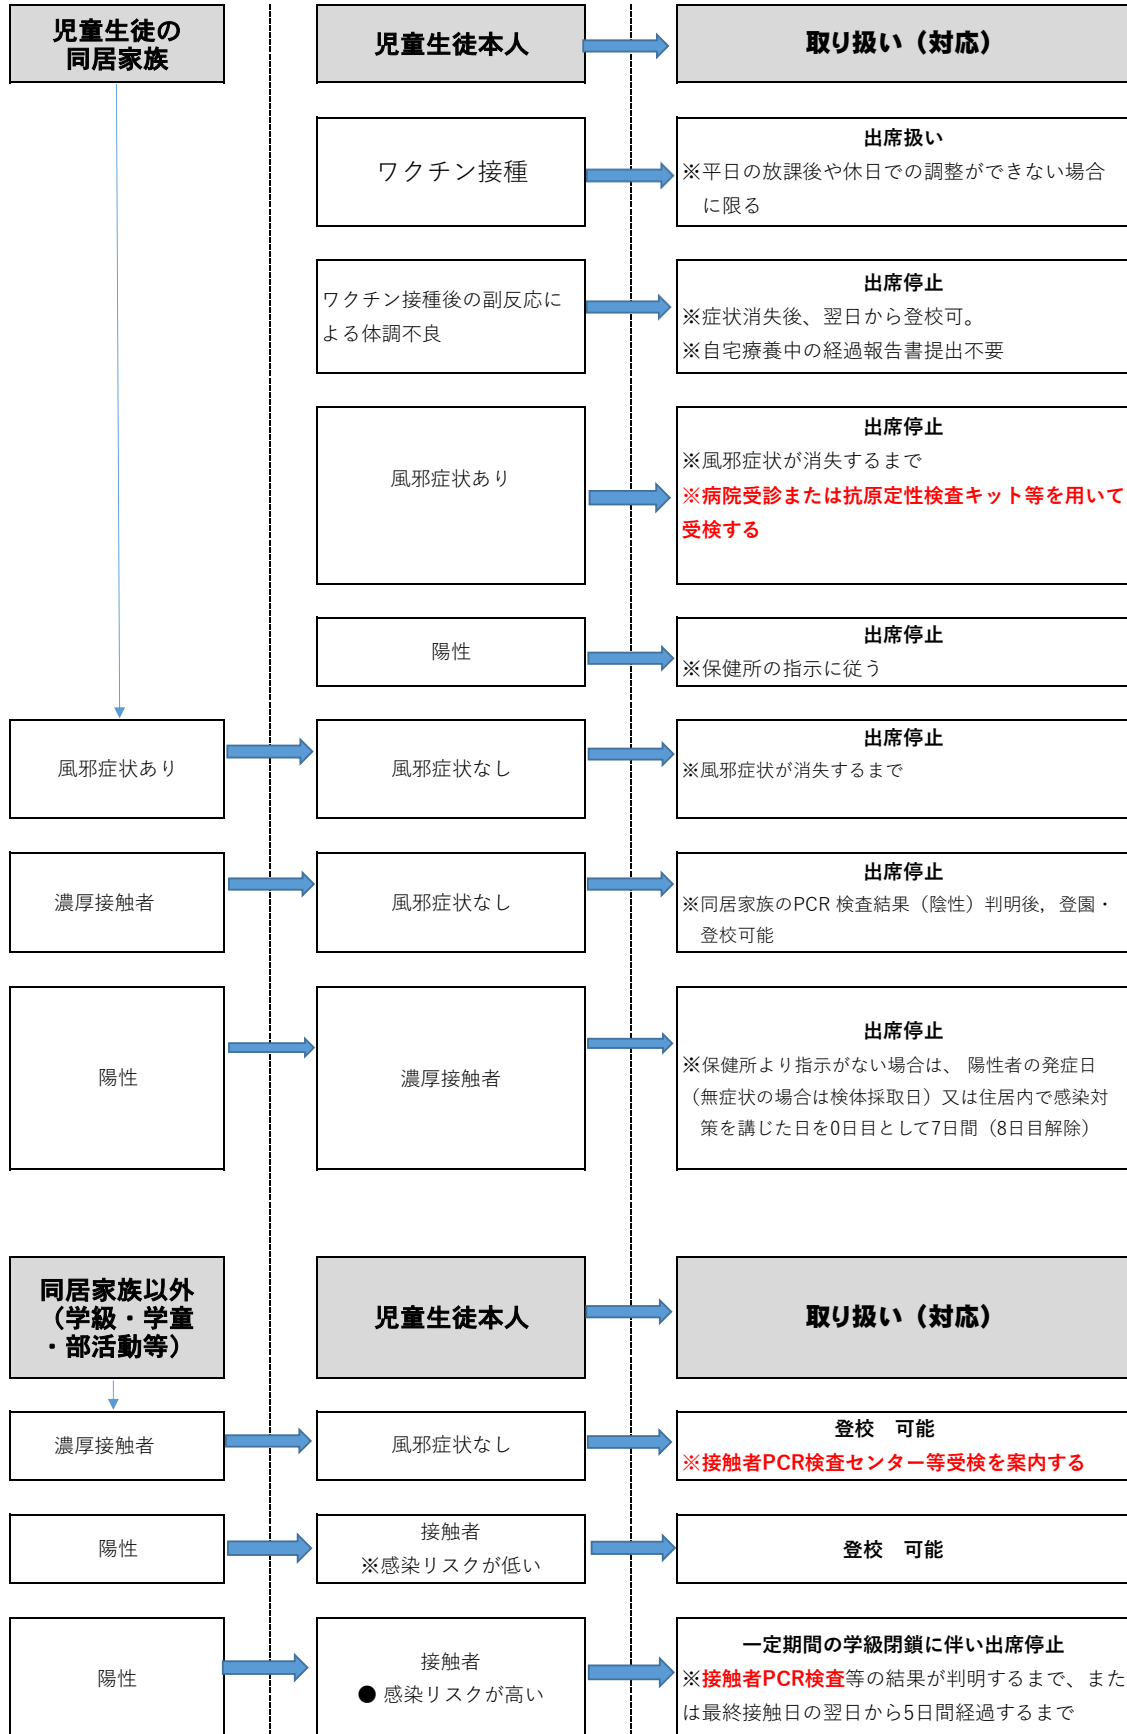 児童生徒の
同居家族
児童生徒本人
取り扱い（対応）
ワクチン接種
出席扱い
※平日の放課後や休日での調整ができない場合
に限る
ワクチン接種後の副反応に
よる体調不良
出席停止
※症状消失後、翌日から登校可。
※自宅療養中の経過報告書提出不要
風邪症状あり
出席停止
※風邪症状が消失するまで
※病院受診または抗原定性検査キット等を用いて
受検する
陽性
出席停止
※保健所の指示に従う
風邪症状あり
風邪症状なし
出席停止
※風邪症状が消失するまで
濃厚接触者
風邪症状なし
出席停止
※同居家族のPCR 検査結果（陰性）判明後，登園・
登校可能
陽性
濃厚接触者
出席停止
※保健所より指示がない場合は、 陽性者の発症日
（無症状の場合は検体採取日）又は住居内で感染対
策を講じた日を0日目として7日間（8日目解除）
同居家族以外
（学級・学童
・部活動等）
児童生徒本人
取り扱い（対応）
濃厚接触者
風邪症状なし
登校　可能
※接触者PCR検査センター等受検を案内する
陽性
接触者
※感染リスクが低い
登校　可能
陽性
接触者
● 感染リスクが高い
一定期間の学級閉鎖に伴い出席停止
※接触者PCR検査等の結果が判明するまで、また
は最終接触日の翌日から5日間経過するまで